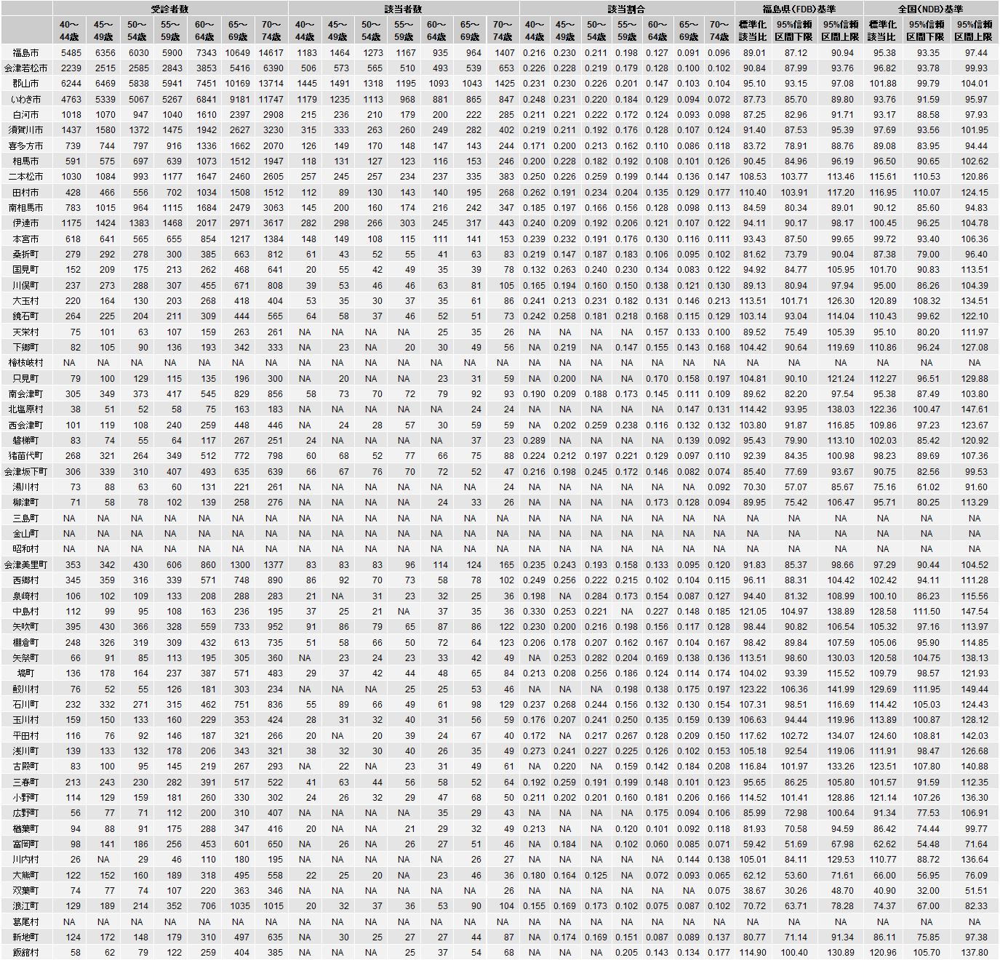 受診者数 該当者数 該当割合 福島県(FDB)基準 全国(NDB)基準
40～ 45～ 50～ 55～ 60～ 65～ 70～ 40～ 45～ 50～ 55～ 60～ 65～ 70～ 40～ 45～ 50～ 55～ 60～ 65～ 70～ 標準化 95%信頼 95%信頼 標準化 95%信頼 95%信頼
44歳 49歳 54歳 59歳 64歳 69歳 74歳 44歳 49歳 54歳 59歳 64歳 69歳 74歳 44歳 49歳 54歳 59歳 64歳 69歳 74歳 該当比 区間下限 区間上限 該当比 区間下限 区間上限
福島市 5485 6356 6030 5900 7343 10649 14617 1183 1464 1273 1167 935 964 1407 0.216 0.230 0.211 0.198 0.127 0.091 0.096 89.01 87.12 90.94 95.38 93.35 97.44
会津若松市 2239 2515 2585 2843 3853 5416 6390 506 573 565 510 493 539 653 0.226 0.228 0.219 0.179 0.128 0.100 0.102 90.84 87.99 93.76 96.82 93.78 99.93
郡山市 6244 6469 5838 5941 7451 10169 13714 1445 1491 1318 1195 1093 1043 1425 0.231 0.230 0.226 0.201 0.147 0.103 0.104 95.10 93.15 97.08 101.88 99.79 104.01
いわき市 4763 5339 5067 5267 6841 9181 11747 1179 1235 1113 968 881 865 847 0.248 0.231 0.220 0.184 0.129 0.094 0.072 87.73 85.70 89.80 93.76 91.59 95.97
白河市 1018 1070 947 1040 1610 2397 2908 215 236 210 179 200 222 285 0.211 0.221 0.222 0.172 0.124 0.093 0.098 87.25 82.96 91.71 93.17 88.58 97.93
須賀川市 1437 1580 1372 1475 1942 2627 3230 315 333 263 260 249 282 402 0.219 0.211 0.192 0.176 0.128 0.107 0.124 91.40 87.53 95.39 97.69 93.56 101.95
喜多方市 739 744 797 916 1336 1662 2070 126 149 170 148 147 143 244 0.171 0.200 0.213 0.162 0.110 0.086 0.118 83.72 78.91 88.76 89.08 83.95 94.44
相馬市 591 575 697 639 1073 1512 1947 118 131 127 123 116 153 246 0.200 0.228 0.182 0.192 0.108 0.101 0.126 90.45 84.96 96.19 96.50 90.65 102.62
二本松市 1030 1084 993 1177 1647 2460 2605 257 245 257 234 237 335 383 0.250 0.226 0.259 0.199 0.144 0.136 0.147 108.53 103.77 113.46 115.61 110.53 120.86
田村市 428 466 556 702 1034 1508 1512 112 89 130 143 140 195 268 0.262 0.191 0.234 0.204 0.135 0.129 0.177 110.40 103.91 117.20 116.95 110.07 124.15
南相馬市 783 1015 964 1115 1684 2479 3063 145 200 160 174 216 242 347 0.185 0.197 0.166 0.156 0.128 0.098 0.113 84.59 80.34 89.01 90.12 85.60 94.83
伊達市 1175 1424 1383 1468 2017 2971 3617 282 298 266 303 245 317 443 0.240 0.209 0.192 0.206 0.121 0.107 0.122 94.11 90.17 98.17 100.45 96.25 104.78
本宮市 618 641 565 655 854 1217 1384 148 149 108 115 111 141 153 0.239 0.232 0.191 0.176 0.130 0.116 0.111 93.43 87.50 99.65 99.72 93.40 106.36
桑折町 279 292 278 300 385 663 812 61 43 52 55 41 63 83 0.219 0.147 0.187 0.183 0.106 0.095 0.102 81.62 73.79 90.04 87.38 79.00 96.40
国見町 152 209 175 213 262 468 641 20 55 42 49 35 39 78 0.132 0.263 0.240 0.230 0.134 0.083 0.122 94.92 84.77 105.95 101.70 90.83 113.51
川俣町 237 273 288 307 455 671 808 39 53 46 46 63 81 105 0.165 0.194 0.160 0.150 0.138 0.121 0.130 89.13 80.94 97.94 95.00 86.26 104.39
大玉村 220 164 130 203 268 418 404 53 35 30 37 35 61 86 0.241 0.213 0.231 0.182 0.131 0.146 0.213 113.51 101.71 126.30 120.89 108.32 134.51
鏡石町 264 225 204 211 309 444 565 64 58 37 46 52 51 73 0.242 0.258 0.181 0.218 0.168 0.115 0.129 103.14 93.04 114.04 110.43 99.62 122.10
天栄村 75 101 63 107 159 263 261 NA NA NA NA 25 35 26 NA NA NA NA 0.157 0.133 0.100 89.52 75.49 105.39 95.10 80.20 111.97
下郷町 82 105 90 136 193 342 333 NA 23 NA 20 30 49 56 NA 0.219 NA 0.147 0.155 0.143 0.168 104.42 90.64 119.69 110.86 96.24 127.08
檜枝岐村 NA NA NA NA NA NA NA NA NA NA NA NA NA NA NA NA NA NA NA NA NA NA NA NA NA NA NA
只見町 79 100 129 115 135 196 300 NA 20 NA NA 23 31 59 NA 0.200 NA NA 0.170 0.158 0.197 104.81 90.10 121.24 112.27 96.51 129.88
南会津町 305 349 373 417 545 829 856 58 73 70 72 79 92 93 0.190 0.209 0.188 0.173 0.145 0.111 0.109 89.62 82.20 97.54 95.38 87.49 103.80
北塩原村 38 51 52 58 75 163 183 NA NA NA NA NA 24 24 NA NA NA NA NA 0.147 0.131 114.42 93.95 138.03 122.36 100.47 147.61
西会津町 101 119 108 240 259 448 446 NA 24 28 57 30 59 59 NA 0.202 0.259 0.238 0.116 0.132 0.132 103.80 91.87 116.85 109.86 97.23 123.67
磐梯町 83 74 55 64 117 267 251 24 NA NA NA NA 37 23 0.289 NA NA NA NA 0.139 0.092 95.43 79.90 113.10 102.03 85.42 120.92
猪苗代町 268 321 264 349 512 772 798 60 68 52 77 66 75 88 0.224 0.212 0.197 0.221 0.129 0.097 0.110 92.39 84.35 100.98 98.23 89.69 107.36
会津坂下町 306 339 310 407 493 635 639 66 67 76 70 72 52 47 0.216 0.198 0.245 0.172 0.146 0.082 0.074 85.40 77.69 93.67 90.75 82.56 99.53
湯川村 73 88 63 60 131 221 261 NA NA NA NA NA NA 24 NA NA NA NA NA NA 0.092 70.30 57.07 85.67 75.16 61.02 91.60
柳津町 71 58 78 102 139 258 276 NA NA NA NA 24 33 26 NA NA NA NA 0.173 0.128 0.094 89.95 75.42 106.47 95.71 80.25 113.29
三島町 NA NA NA NA NA NA NA NA NA NA NA NA NA NA NA NA NA NA NA NA NA NA NA NA NA NA NA
金山町 NA NA NA NA NA NA NA NA NA NA NA NA NA NA NA NA NA NA NA NA NA NA NA NA NA NA NA
昭和村 NA NA NA NA NA NA NA NA NA NA NA NA NA NA NA NA NA NA NA NA NA NA NA NA NA NA NA
会津美里町 353 342 430 606 860 1300 1377 83 83 83 96 114 124 165 0.235 0.243 0.193 0.158 0.133 0.095 0.120 91.83 85.37 98.66 97.29 90.44 104.52
西郷村 345 359 316 339 571 748 890 86 92 70 73 58 78 102 0.249 0.256 0.222 0.215 0.102 0.104 0.115 96.11 88.31 104.42 102.42 94.11 111.28
泉崎村 106 102 109 133 208 288 283 21 NA 31 23 32 25 36 0.198 NA 0.284 0.173 0.154 0.087 0.127 94.40 81.32 108.99 100.10 86.23 115.56
中島村 112 99 95 108 163 236 195 37 25 21 NA 37 35 36 0.330 0.253 0.221 NA 0.227 0.148 0.185 121.05 104.97 138.89 128.58 111.50 147.54
矢吹町 395 430 366 328 559 733 952 91 86 79 65 87 86 122 0.230 0.200 0.216 0.198 0.156 0.117 0.128 98.44 90.82 106.54 105.32 97.16 113.97
棚倉町 248 326 319 309 432 613 735 51 58 66 50 72 64 123 0.206 0.178 0.207 0.162 0.167 0.104 0.167 98.42 89.84 107.59 105.06 95.90 114.85
矢祭町 66 91 85 113 195 305 360 NA 23 24 23 33 42 49 NA 0.253 0.282 0.204 0.169 0.138 0.136 113.51 98.60 130.03 120.58 104.75 138.13
塙町 136 178 164 237 387 571 483 29 37 42 44 48 65 84 0.213 0.208 0.256 0.186 0.124 0.114 0.174 104.02 93.39 115.52 109.79 98.57 121.93
鮫川村 76 52 55 126 181 303 234 NA NA NA 25 25 53 46 NA NA NA 0.198 0.138 0.175 0.197 123.22 106.36 141.99 129.69 111.95 149.44
石川町 232 332 271 315 462 751 836 55 89 66 49 61 98 129 0.237 0.268 0.244 0.156 0.132 0.130 0.154 107.31 98.51 116.69 114.42 105.03 124.43
玉川村 159 150 133 160 229 353 424 28 31 32 40 31 56 59 0.176 0.207 0.241 0.250 0.135 0.159 0.139 106.63 94.44 119.96 113.89 100.87 128.12
平田村 116 76 92 146 187 321 266 20 NA 20 39 24 67 40 0.172 NA 0.217 0.267 0.128 0.209 0.150 117.62 102.72 134.07 124.60 108.81 142.03
浅川町 139 133 132 178 206 343 321 38 32 30 40 26 35 49 0.273 0.241 0.227 0.225 0.126 0.102 0.153 105.18 92.54 119.06 111.91 98.47 126.68
古殿町 83 100 95 145 219 267 293 NA 22 NA 23 31 49 61 NA 0.220 NA 0.159 0.142 0.184 0.208 116.84 101.97 133.26 123.51 107.80 140.88
三春町 213 243 230 282 391 517 522 41 63 44 56 58 52 64 0.192 0.259 0.191 0.199 0.148 0.101 0.123 95.65 86.25 105.80 101.57 91.59 112.35
小野町 114 129 159 181 260 330 302 24 26 32 29 47 68 50 0.211 0.202 0.201 0.160 0.181 0.206 0.166 114.52 101.41 128.86 121.14 107.26 136.30
広野町 56 77 71 112 200 310 407 NA NA NA NA 35 29 43 NA NA NA NA 0.175 0.094 0.106 85.99 72.98 100.64 91.34 77.53 106.91
楢葉町 94 88 91 175 288 347 416 20 NA NA 21 29 32 49 0.213 NA NA 0.120 0.101 0.092 0.118 81.93 70.58 94.59 86.42 74.44 99.77
富岡町 98 141 186 256 453 601 650 NA 26 NA 26 27 51 46 NA 0.184 NA 0.102 0.060 0.085 0.071 59.42 51.69 67.98 62.62 54.48 71.64
川内村 26 NA 29 46 110 180 195 NA NA NA NA NA 26 27 NA NA NA NA NA 0.144 0.138 105.01 84.11 129.53 110.77 88.72 136.64
大熊町 122 152 160 189 318 495 558 22 25 20 NA 23 46 36 0.180 0.164 0.125 NA 0.072 0.093 0.065 62.12 53.60 71.61 66.00 56.95 76.09
双葉町 74 77 74 107 220 363 346 NA NA NA NA NA NA 26 NA NA NA NA NA NA 0.075 38.67 30.26 48.70 40.90 32.00 51.51
浪江町 129 189 214 352 706 1035 1015 20 32 37 36 53 90 104 0.155 0.169 0.173 0.102 0.075 0.087 0.102 70.72 63.71 78.28 74.37 67.00 82.33
葛尾村 NA NA NA NA NA NA NA NA NA NA NA NA NA NA NA NA NA NA NA NA NA NA NA NA NA NA NA
新地町 124 172 148 179 310 497 635 NA 30 25 27 27 44 87 NA 0.174 0.169 0.151 0.087 0.089 0.137 80.77 71.14 91.34 86.11 75.85 97.38
飯舘村 58 62 79 122 259 404 385 NA NA NA 25 37 54 68 NA NA NA 0.205 0.143 0.134 0.177 114.90 100.40 130.89 120.96 105.70 137.80